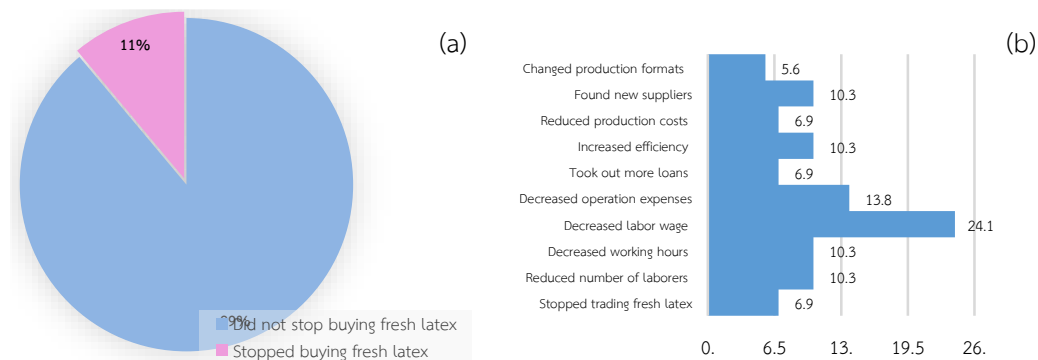 11%
(a)
89%
Did not stop buying fresh latex
Stopped buying fresh latex
(b)
Changed production formats 5.6
Found new suppliers 10.3
Reduced production costs 6.9
Increased efficiency 10.3
Took out more loans 6.9
Decreased operation expenses 13.8
Decreased labor wage 24.1
Decreased working hours 10.3
Reduced number of laborers 10.3
Stopped trading fresh latex 6.9
0. 6.5 13. 19.5 26.